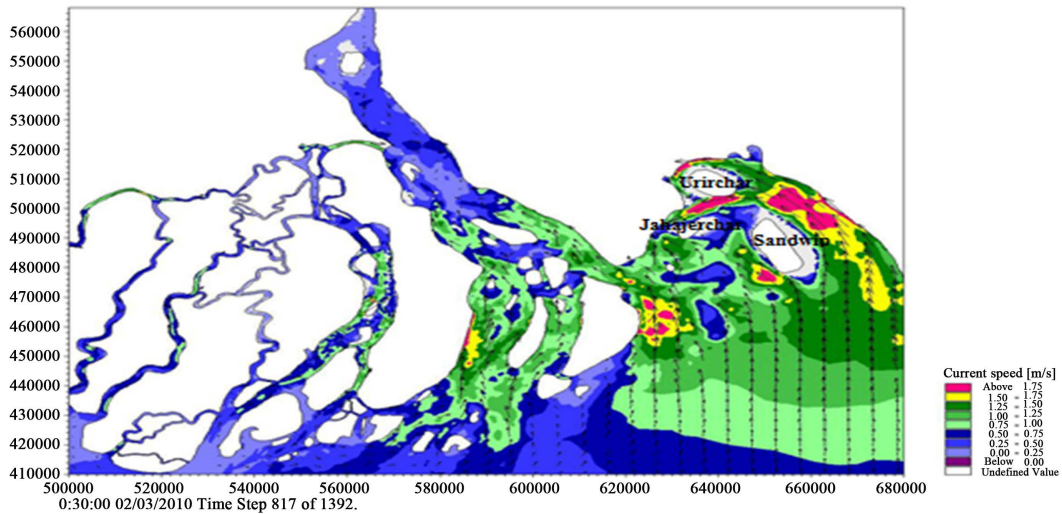 560000
550000
540000
530000
520000
510000
500000
490000
480000
470000
460000
450000
440000
430000
420000
410000
Urirchar
Jahajerchar
Sandwip
500000 520000 540000 560000 580000 600000 620000 640000 660000 680000
0:30:00 02/03/2010 Time Step 817 of 1392.
Current speed [m/s]
Above 1.75
1.50 - 1.75
1.25 - 1.50
1.00 - 1.25
0.75 - 1.00
0.50 - 0.75
0.25 - 0.50
0.00 - 0.25
Below 0.00
Undefined Value